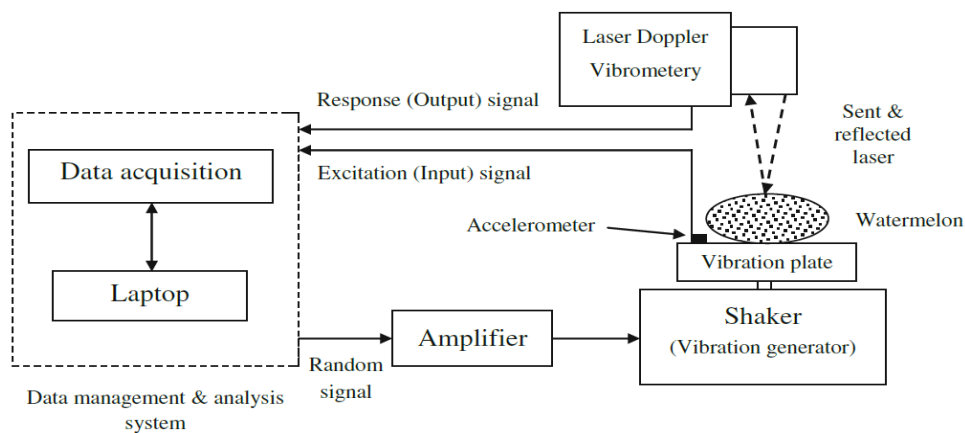 Laser Doppler
Vibrometery
Response (Output) signal
Sent &
reflected
laser
Data acquisition
Excitation (Input) signal
Accelerometer
Watermelon
Vibration plate
Laptop
Shaker
(Vibration generator)
Amplifier
Random
signal
Data management & analysis
system